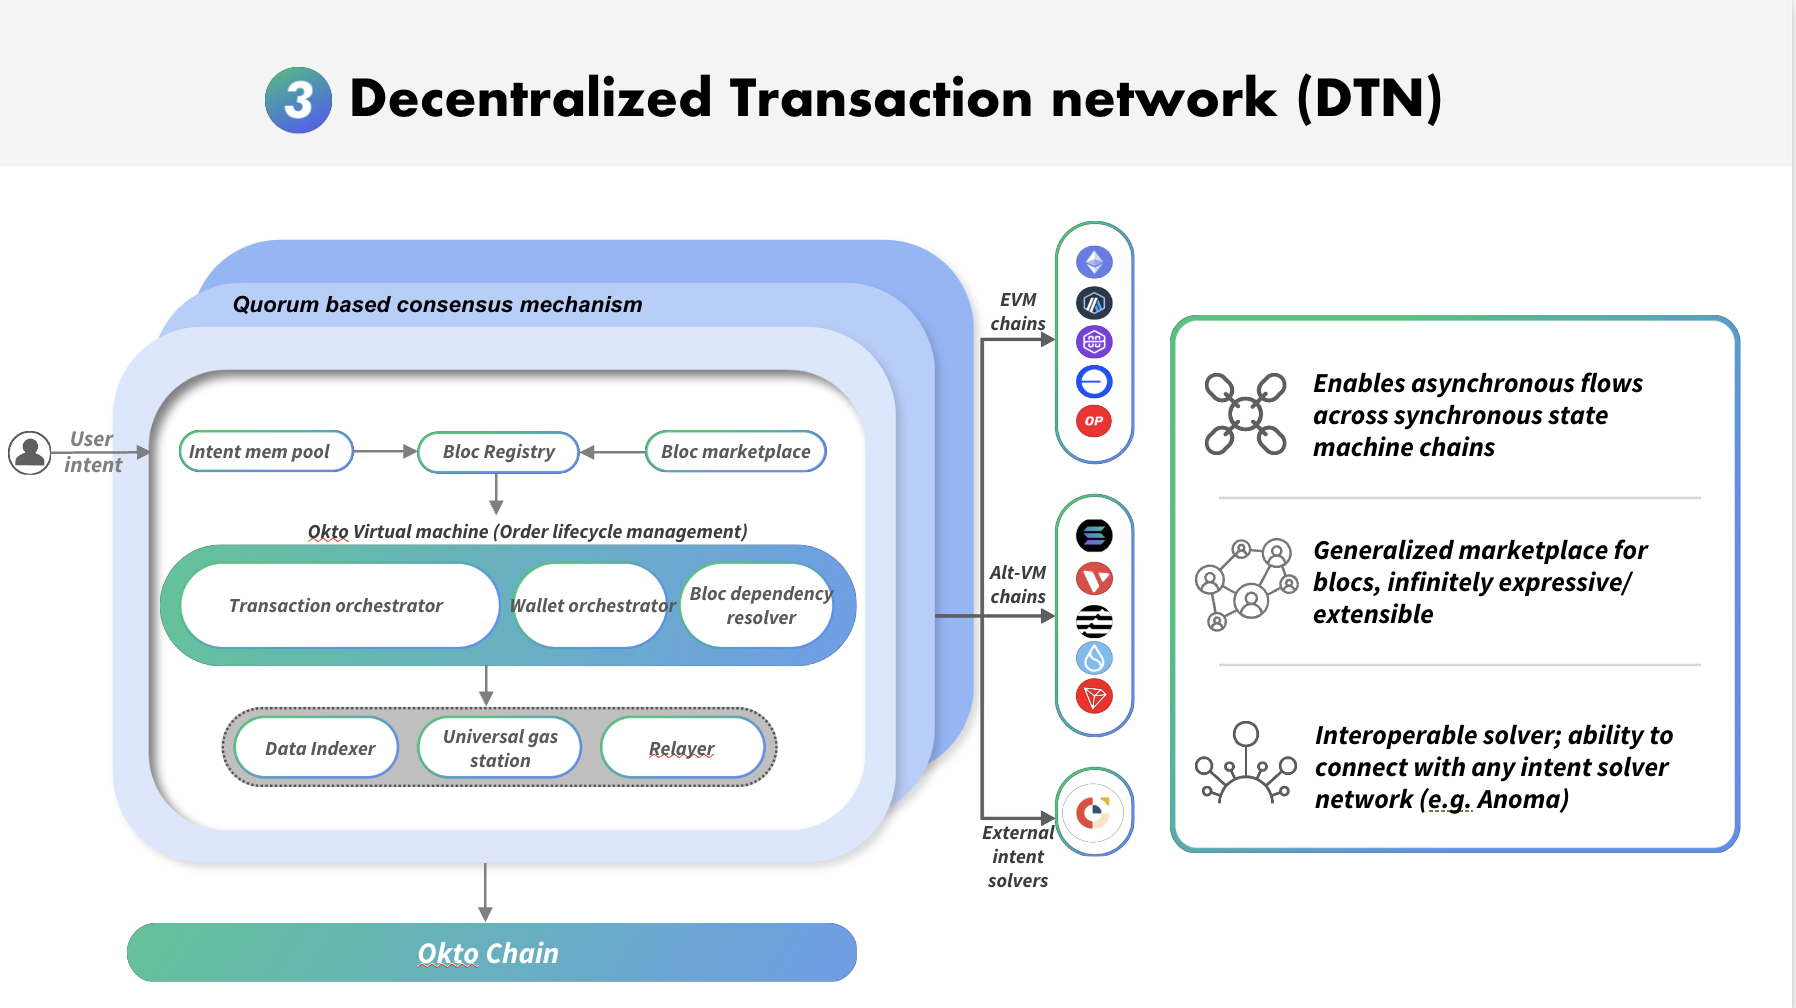 3 Decentralized Transaction network (DTN)
Quorum based consensus mechanism
User
intent
Intent mem pool
Bloc Registry
Bloc marketplace
Okto Virtual machine (Order lifecycle management)
Transaction orchestrator
Wallet orchestrator
Bloc dependency
resolver
Data Indexer
Universal gas
station
Relayer
Okto Chain
EVM
chains
OP
Alt-VM
chains
External
intent
solvers
Enables asynchronous flows
across synchronous state
machine chains
Generalized marketplace for
blocs, infinitely expressive/
extensible
Interoperable solver; ability to
connect with any intent solver
network (e.g. Anoma)